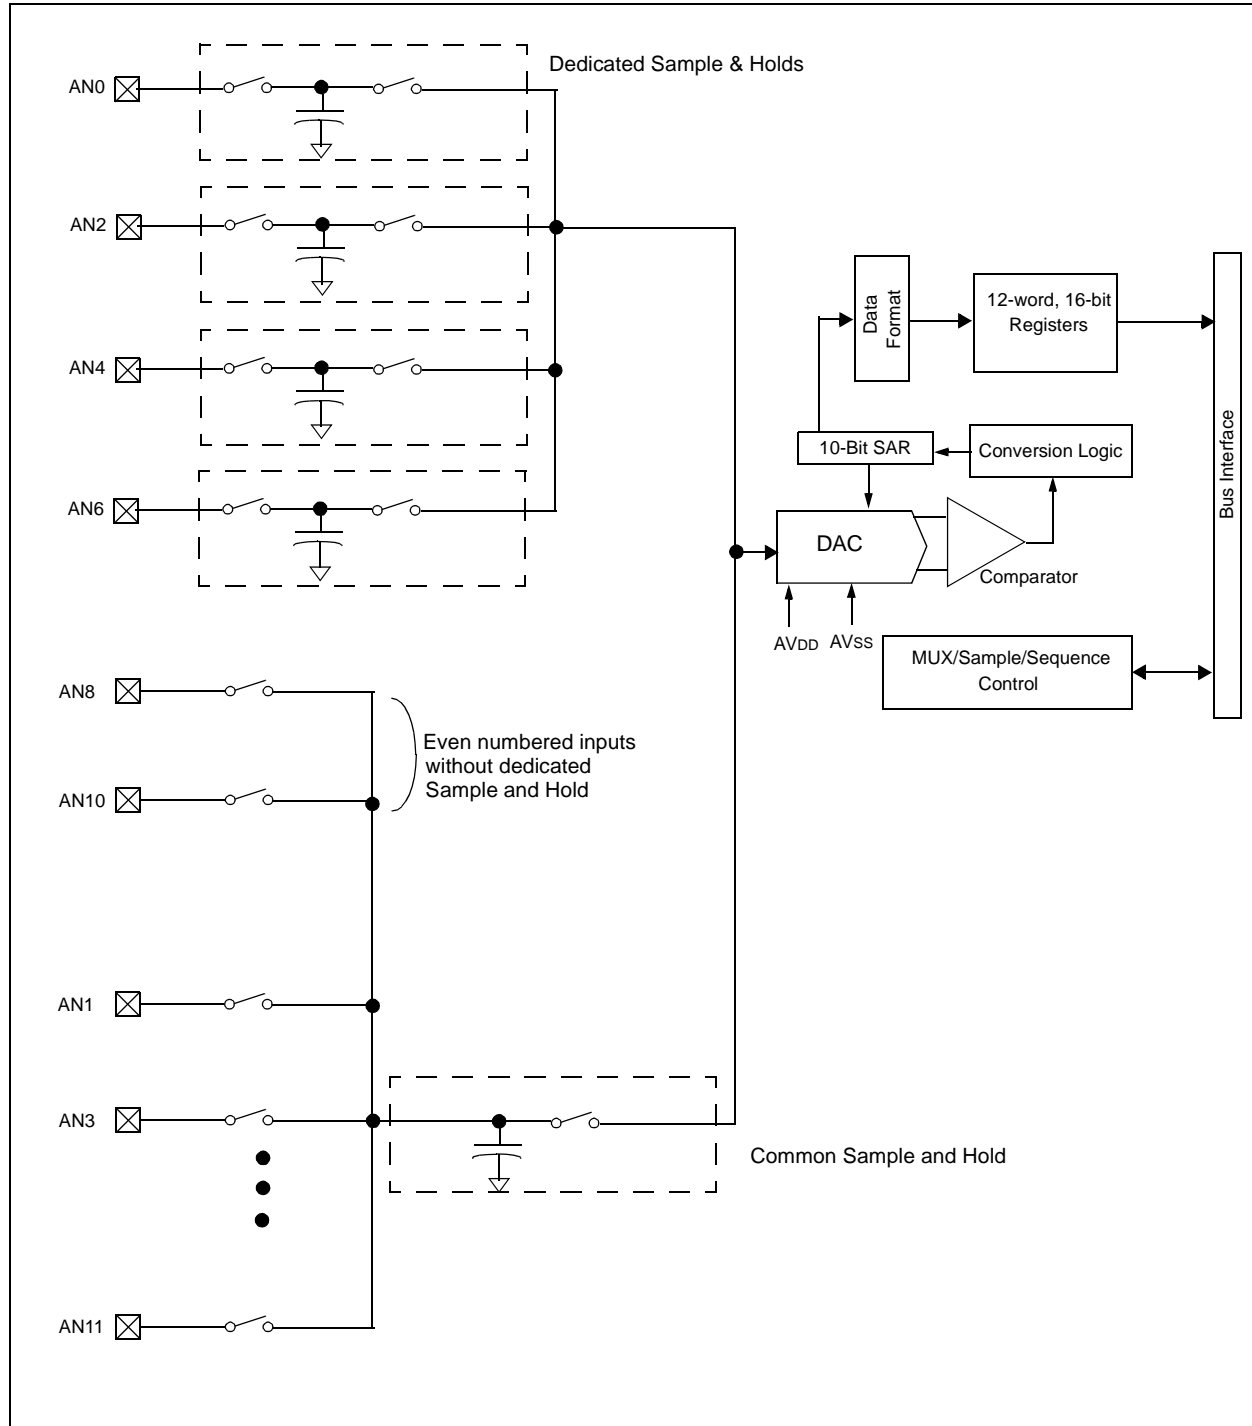 Dedicated Sample & Holds
AN0
AN2
AN4
AN6
Data
Format
12-word, 16-bit
Registers
Bus Interface
10-Bit SAR
Conversion Logic
DAC
Comparator
AVDD
AVSS
MUX/Sample/Sequence
Control
AN8
Even numbered inputs
without dedicated
Sample and Hold
AN10
AN1
AN3
Common Sample and Hold
AN11